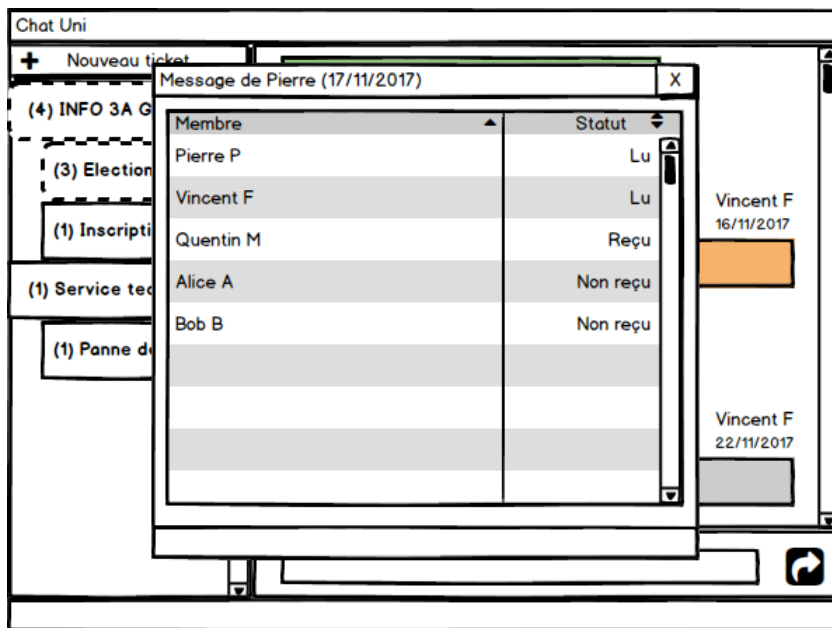 Chat Uni
+ Nouveau ticket
Message de Pierre (17/11/2017) X
(4) INFO 3A G
(3) Election
(1) Inscripti
(1) Service tec
(1) Panne d
Membre Statut
Pierre P Lu
Vincent F Lu
Quentin M Reçu
Alice A Non reçu
Bob B Non reçu
Vincent F
16/11/2017
Vincent F
22/11/2017